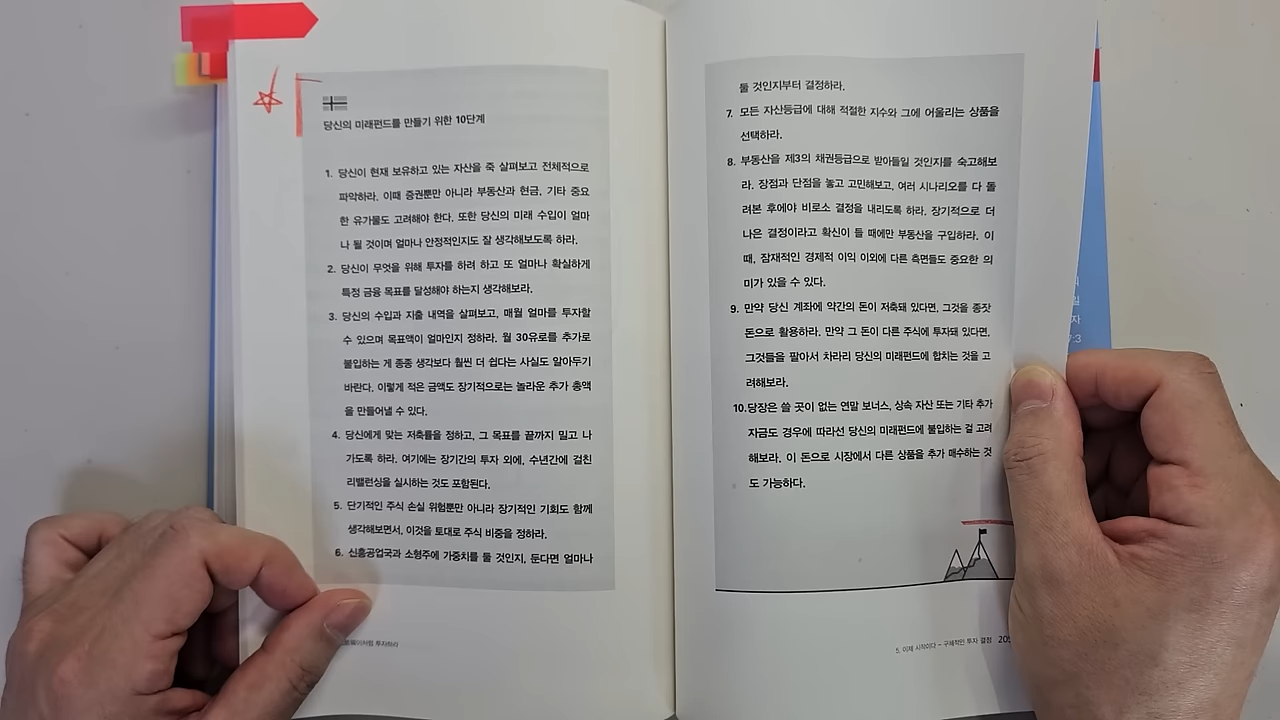 당신의 미래펀드를 만들기 위한 10단계
1. 당신이 현재 보유하고 있는 자산을 죽 살펴보고 전체적으로
파악하라. 이때 증권뿐만 아니라 부동산과 현금, 기타 중요
한 유가물도 고려해야 한다. 또한 당신의 미래 수입이 얼마
나 될 것이며 얼마나 안정적인지도 잘 생각해보도록 하라.
2. 당신이 무엇을 위해 투자를 하려 하고 또 얼마나 확실하게
특정 금융 목표를 달성해야 하는지 생각해보라.
3. 당신의 수입과 지출 내역을 살펴보고, 매월 얼마를 투자할
수 있으며 목표액이 얼마인지 정하라. 월 30유로를 추가로
불입하는 게 종종 생각보다 훨씬 더 쉽다는 사실도 알아두기
바란다. 이렇게 적은 금액도 장기적으로는 놀라운 추가 총액
을 만들어낼 수 있다.
4. 당신에게 맞는 저축률을 정하고, 그 목표를 끝까지 밀고 나
가도록 하라. 여기에는 장기간의 투자 외에, 수년간에 걸친
리밸런싱을 실시하는 것도 포함된다.
5. 단기적인 주식 손실 위험뿐만 아니라 장기적인 기회도 함께
생각해보면서, 이것을 토대로 주식 비중을 정하라.
6. 신흥공업국과 소형주에 가중치를 둘 것인지, 둔다면 얼마나
처럼 투자하라
둘 것인지부터 결정하라.
7. 모든 자산등급에 대해 적절한 지수와 그에 어울리는 상품을
선택하라.
8. 부동산을 제3의 채권등급으로 받아들일 것인가를 숙고해보
라. 장점과 단점을 놓고 고민해보고, 여러 시나리오를 다 돌
려본 후에야 비로소 결정을 내리도록 하라. 장기적으로 더
나은 결정이라고 확신이 들 때에만 부동산을 구입하라. 이
때, 잠재적인 경제적 이익 이외에 다른 측면들도 중요한 의
미가 있을 수 있다.
9. 만약 당신 계좌에 약간의 돈이 저축돼 있다면, 그것을 종잣
돈으로 활용하라. 만약 그 돈이 다른 주식에 투자돼 있다면,
그것들을 팔아서 차라리 당신의 미래펀드에 합치는 것을 고
려해보라.
10. 당장은 쓸 곳이 없는 연말 보너스, 상속 자산 또는 기타 추가
자금도 경우에 따라선 당신의 미래펀드에 불입하는 걸 고려
해보라. 이 돈으로 시장에서 다른 상품을 추가 매수하는 것
도 가능하다.
5. 이제 시작이다 – 구체적인 투자 결정
일
자
7:3